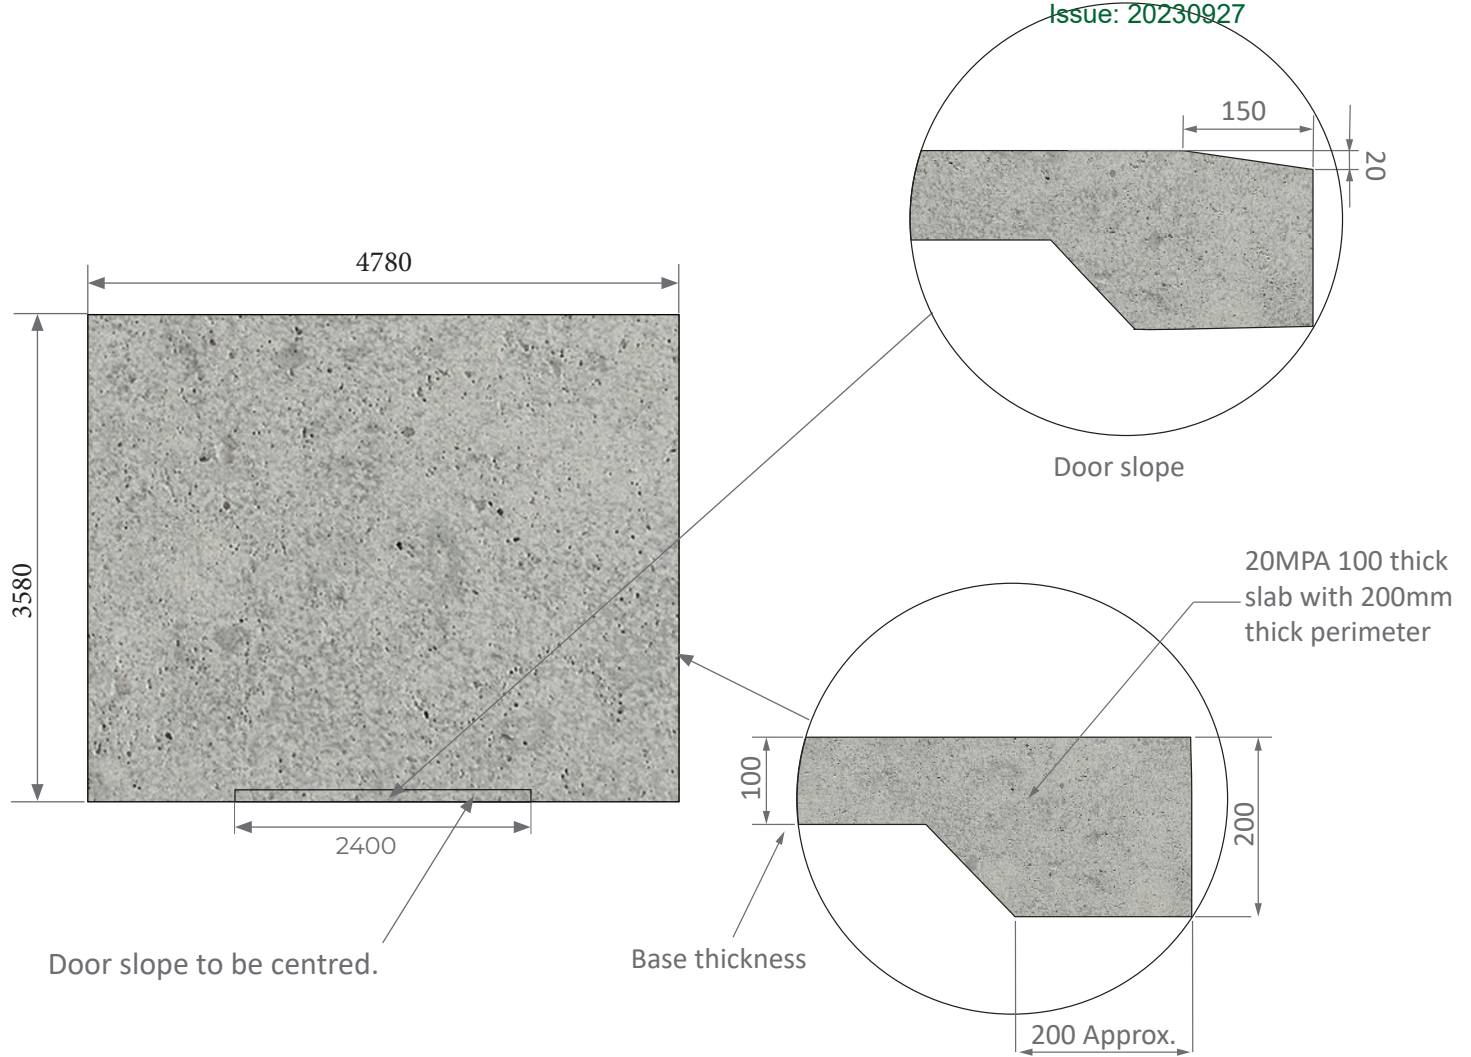 Issue: 20230927
150
20
4780
3580
Door slope
20MPA 100 thick
slab with 200mm
thick perimeter
100
200
2400
Door slope to be centred.
Base thickness
200 Approx.